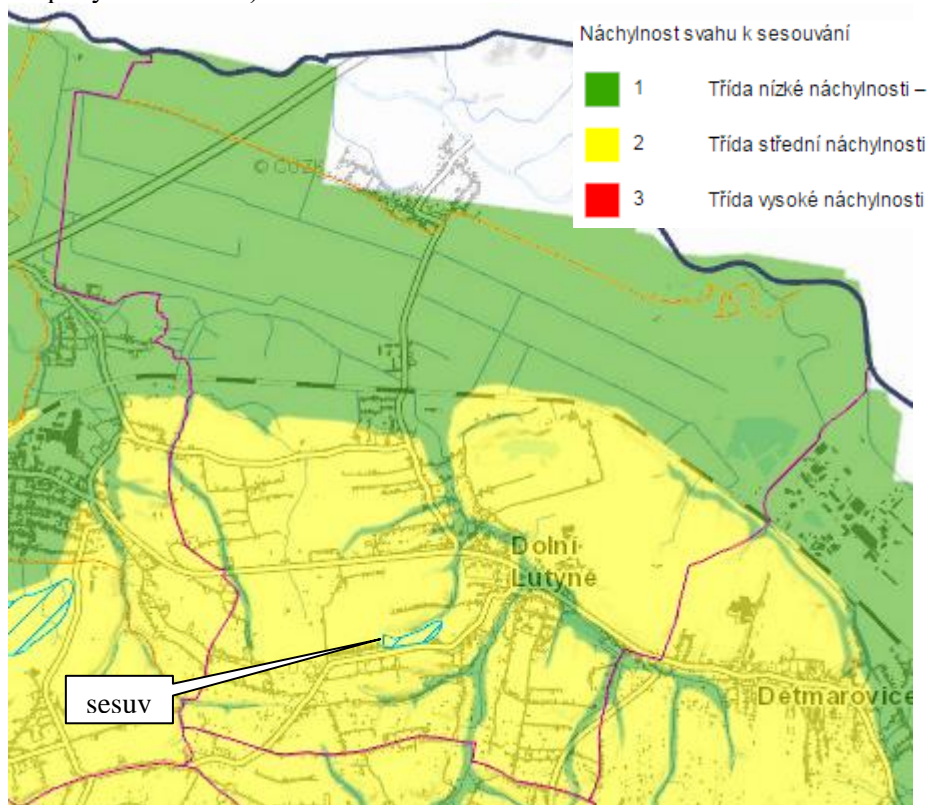 Náchylnost svahu k sesouvání
1 Třída nízké náchylnosti –
2 Třída střední náchylnosti
3 Třída vysoké náchylnosti
© ČÚZK
Dolní
Lutyně
sesuv
Detmarovice